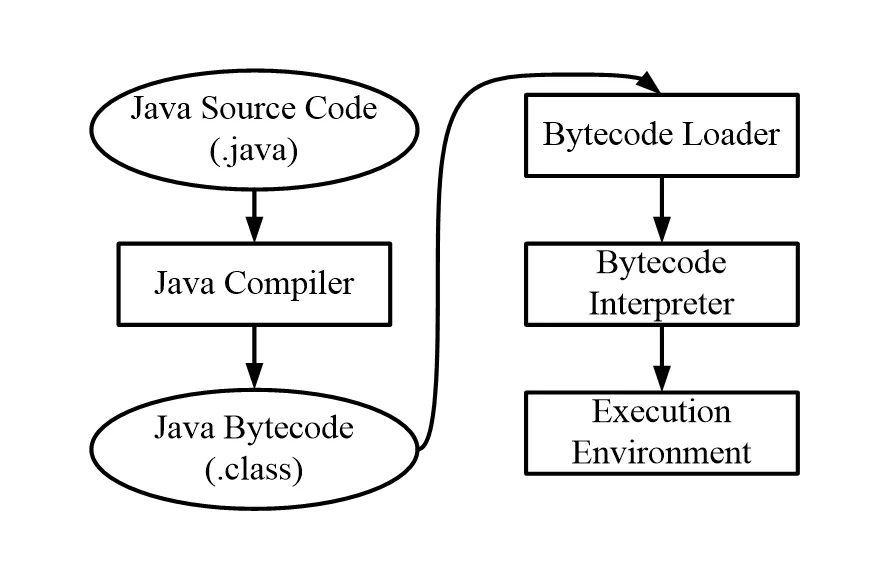 Java Source Code
(.java)
Java Compiler
Java Bytecode
(.class)
Bytecode Loader
Bytecode
Interpreter
Execution
Environment